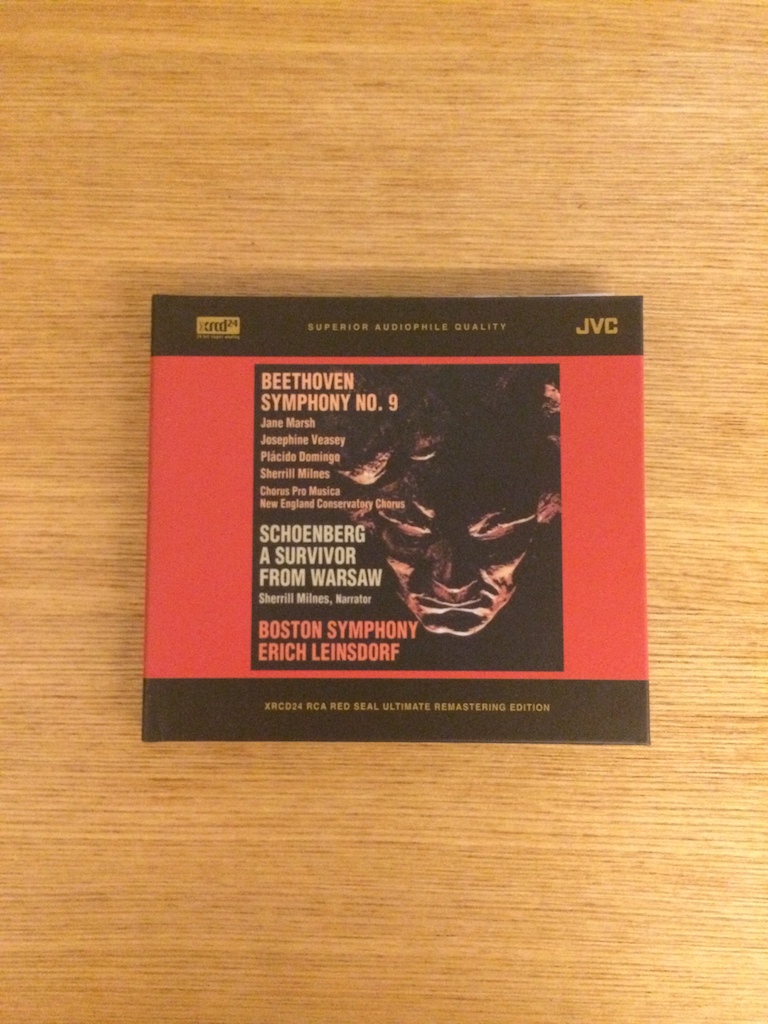 xrcd24
SUPERIOR AUDIOPHILE QUALITY
JVC
BEETHOVEN
SYMPHONY NO. 9
Jane Marsh
Josephine Veasey
Plácido Domingo
Sherrill Milnes
Chorus Pro Musica
New England Conservatory Chorus
SCHOENBERG
A SURVIVOR
FROM WARSAW
Sherrill Milnes, Narrator
BOSTON SYMPHONY
ERICH LEINSDORF
XRCD24 RCA RED SEAL ULTIMATE REMASTERING EDITION